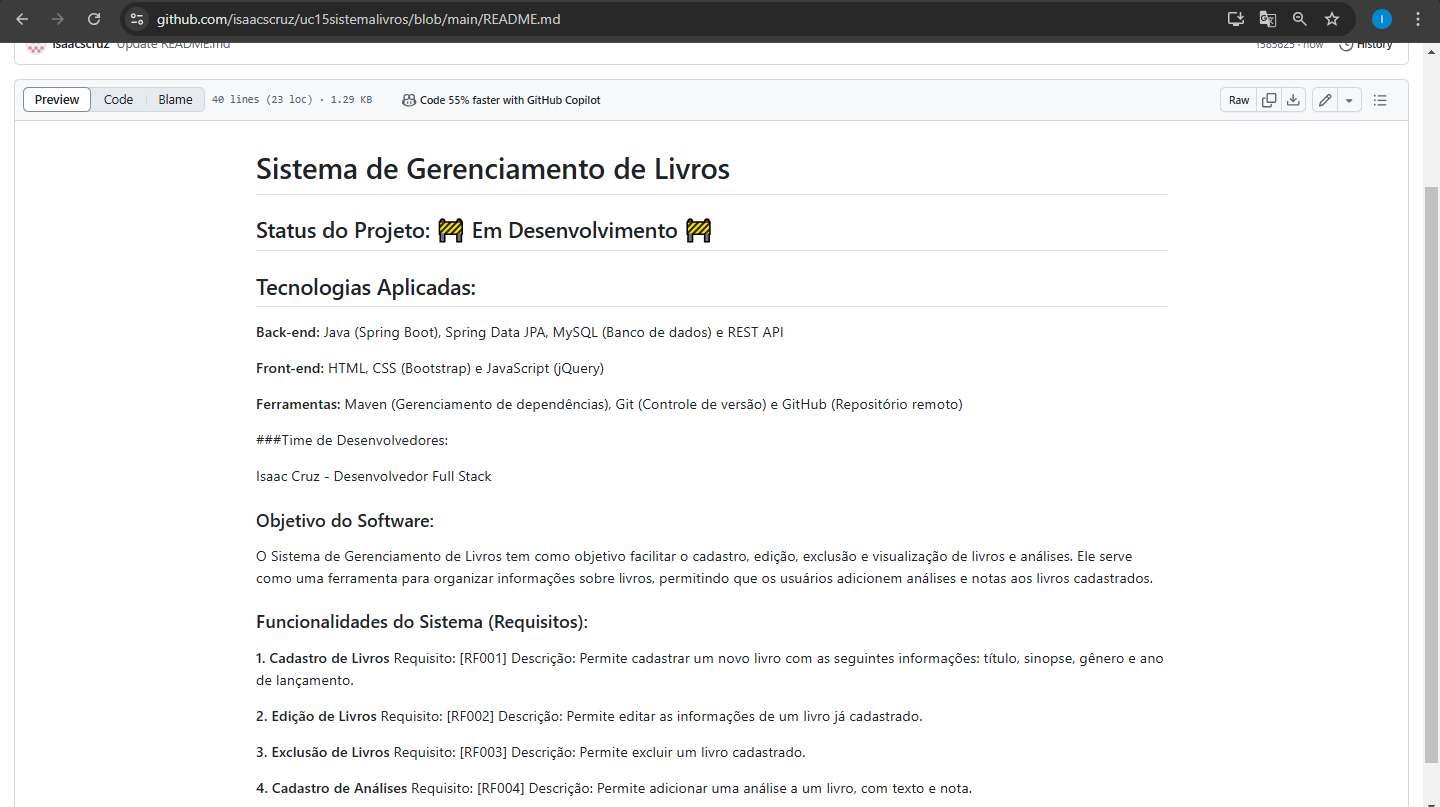 github.com/isaacscruz/uc15sistemalivros/blob/main/README.md
I
isaacscruz Update README.md
1585825 · now
History
Preview
Code
Blame
40 lines (23 loc) · 1.29 KB
Code 55% faster with GitHub Copilot
Raw
Sistema de Gerenciamento de Livros
Status do Projeto: 🚧 Em Desenvolvimento 🚧
Tecnologias Aplicadas:
Back-end: Java (Spring Boot), Spring Data JPA, MySQL (Banco de dados) e REST API
Front-end: HTML, CSS (Bootstrap) e JavaScript (jQuery)
Ferramentas: Maven (Gerenciamento de dependências), Git (Controle de versão) e GitHub (Repositório remoto)
###Time de Desenvolvedores:
Isaac Cruz - Desenvolvedor Full Stack
Objetivo do Software:
O Sistema de Gerenciamento de Livros tem como objetivo facilitar o cadastro, edição, exclusão e visualização de livros e análises. Ele serve
como uma ferramenta para organizar informações sobre livros, permitindo que os usuários adicionem análises e notas aos livros cadastrados.
Funcionalidades do Sistema (Requisitos):
1. Cadastro de Livros Requisito: [RF001] Descrição: Permite cadastrar um novo livro com as seguintes informações: título, sinopse, gênero e ano
de lançamento.
2. Edição de Livros Requisito: [RF002] Descrição: Permite editar as informações de um livro já cadastrado.
3. Exclusão de Livros Requisito: [RF003] Descrição: Permite excluir um livro cadastrado.
4. Cadastro de Análises Requisito: [RF004] Descrição: Permite adicionar uma análise a um livro, com texto e nota.